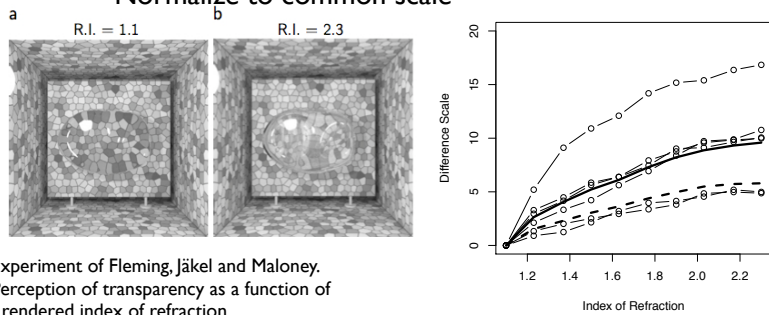 Normalize to common scale
a
R.I. = 1.1
b
R.I. = 2.3
xperiment of Fleming, Jäkel and Maloney.
erception of transparency as a function of
rendered index of refraction
Difference Scale
20
15
10
5
0
1.2
1.4
1.6
1.8
2.0
2.2
Index of Refraction